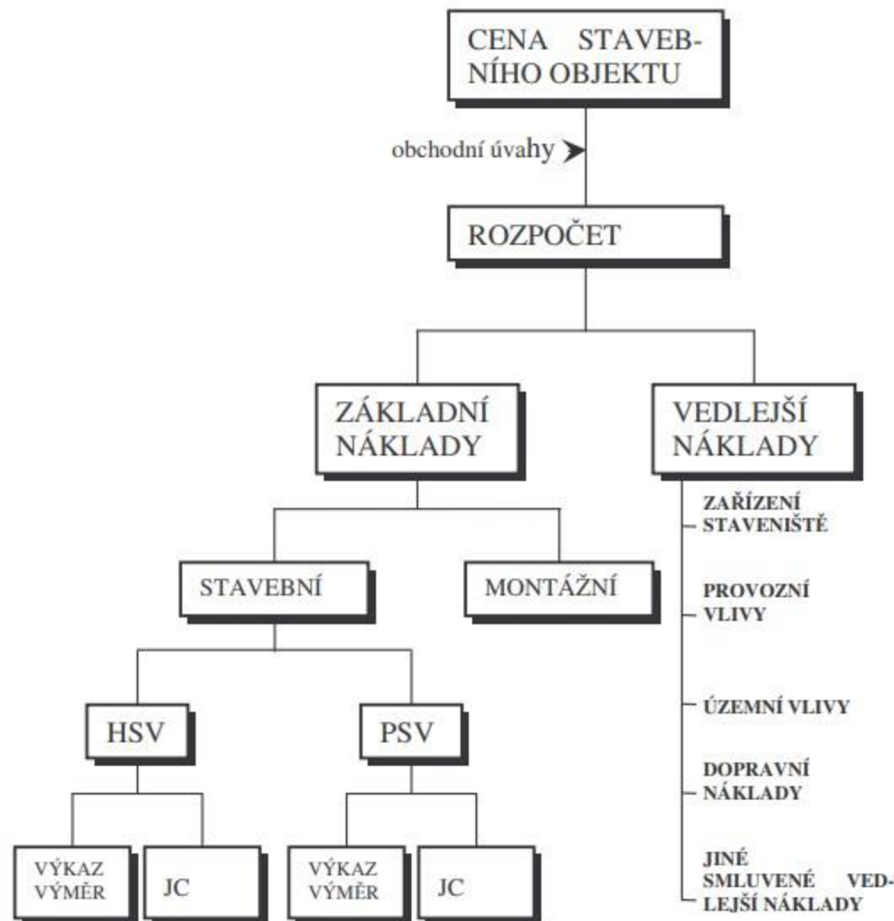 CENA STAVEB-
NÍHO OBJEKTU
obchodní úvahy
ROZPOČET
ZÁKLADNÍ
NÁKLADY
VEDLEJŠÍ
NÁKLADY
ZAŘÍZENÍ
STAVENIŠTĚ
STAVEBNÍ
MONTÁŽNÍ
PROVOZNÍ
VLIVY
HSV
PSV
ÚZEMNÍ VLIVY
DOPRAVNÍ
NÁKLADY
VÝKAZ
VÝMĚR
JC
VÝKAZ
VÝMĚR
JC
JINÉ
SMLUVENÉ VED-
LEJŠÍ NÁKLADY